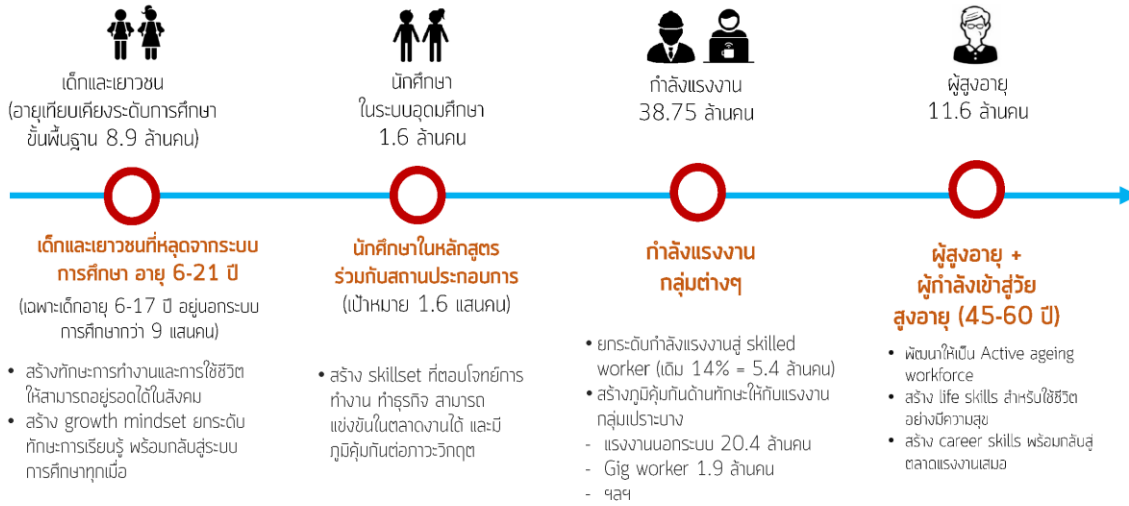 เด็กและเยาวชน
(อายุเทียบเคียงระดับการศึกษา
ขั้นพื้นฐาน 8.9 ล้านคน)
นักศึกษา
ในระบบอุดมศึกษา
1.6 ล้านคน
กำลังแรงงาน
38.75 ล้านคน
ผู้สูงอายุ
11.6 ล้านคน
เด็กและเยาวชนที่หลุดจากระบบ
การศึกษา อายุ 6-21 ปี
(เฉพาะเด็กอายุ 6-17 ปี อยู่นอกระบบ
การศึกษากว่า 9 แสนคน)
• สร้างทักษะการทำงานและการใช้ชีวิต
ให้สามารถอยู่รอดได้ในสังคม
• สร้าง growth mindset ยกระดับ
ทักษะการเรียนรู้ พร้อมกลับสู่ระบบ
การศึกษาทุกเมื่อ
นักศึกษาในหลักสูตร
ร่วมกับสถานประกอบการ
(เป้าหมาย 1.6 แสนคน)
• สร้าง skillset ที่ตอบโจทย์การ
ทำงาน ทำธุรกิจ สามารถ
แข่งขันในตลาดงานได้ และมี
ภูมิคุ้มกันต่อภาวะวิกฤต
กำลังแรงงาน
กลุ่มต่างๆ
• ยกระดับกำลังแรงงานสู่ skilled
worker (เดิม 14% = 5.4 ล้านคน)
• สร้างภูมิคุ้มกันด้านทักษะให้กับแรงงาน
กลุ่มเปราะบาง
- แรงงานนอกระบบ 20.4 ล้านคน
- Gig worker 1.9 ล้านคน
- ฯลฯ
ผู้สูงอายุ +
ผู้กำลังเข้าสู่วัย
สูงอายุ (45-60 ปี)
• พัฒนาให้เป็น Active ageing
workforce
• สร้าง life skills สำหรับใช้ชีวิต
อย่างมีความสุข
• สร้าง career skills พร้อมกลับสู่
ตลาดแรงงานเสมอ